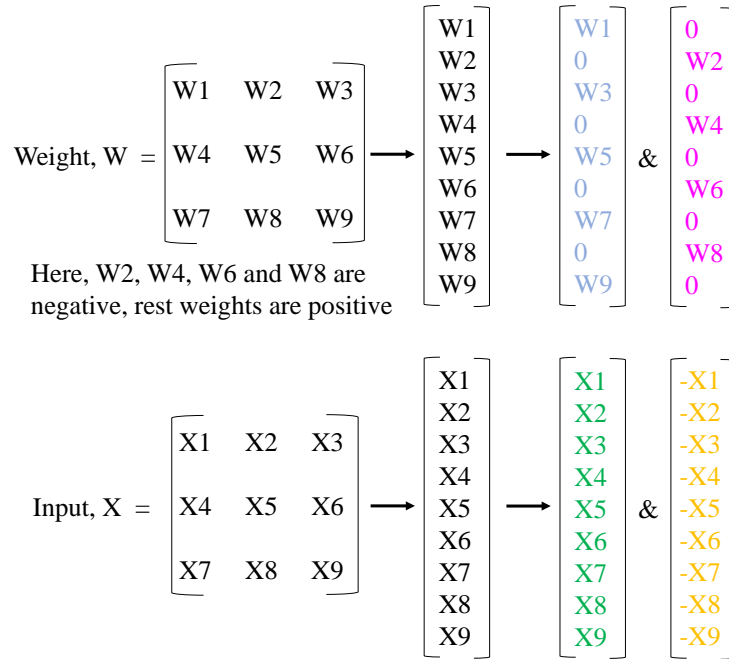 Weight, W =
W1 W2 W3
W4 W5 W6
W7 W8 W9
W1
W2
W3
W4
W5
W6
W7
W8
W9
W1
0
W3
0
W5
0
W7
0
W9
&
0
W2
0
W4
0
W6
0
W8
0
Here, W2, W4, W6 and W8 are
negative, rest weights are positive
Input, X =
X1 X2 X3
X4 X5 X6
X7 X8 X9
X1
X2
X3
X4
X5
X6
X7
X8
X9
X1
X2
X3
X4
X5
X6
X7
X8
X9
&
-X1
-X2
-X3
-X4
-X5
-X6
-X7
-X8
-X9